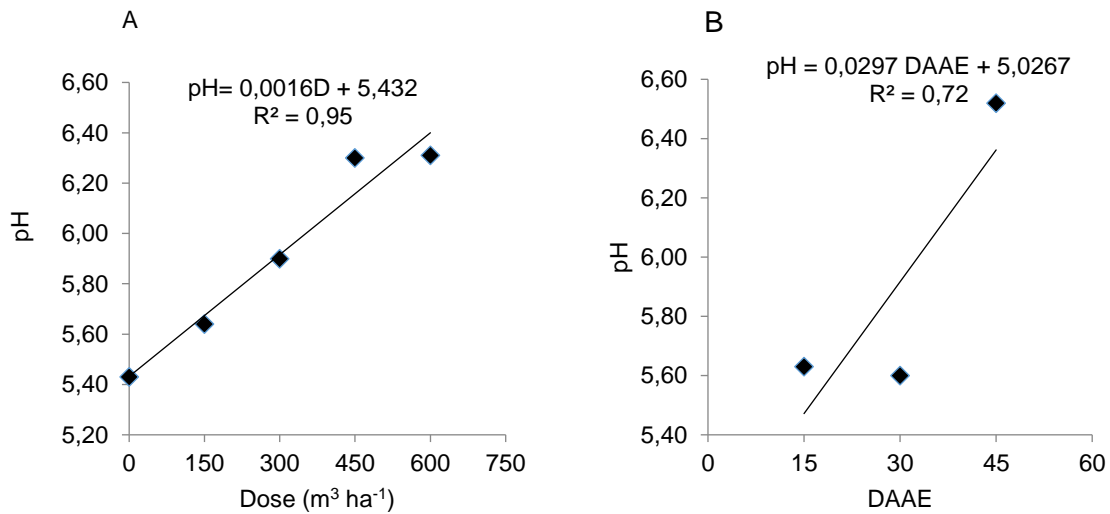 A
pH= 0,0016D + 5,432
R² = 0,95
6,60
6,40
6,20
6,00
5,80
5,60
5,40
5,20
pH
0 150 300 450 600 750
Dose (m³ ha⁻¹)
B
pH = 0,0297 DAAE + 5,0267
R² = 0,72
6,60
6,40
6,20
6,00
5,80
5,60
5,40
pH
0 15 30 45 60
DAAE